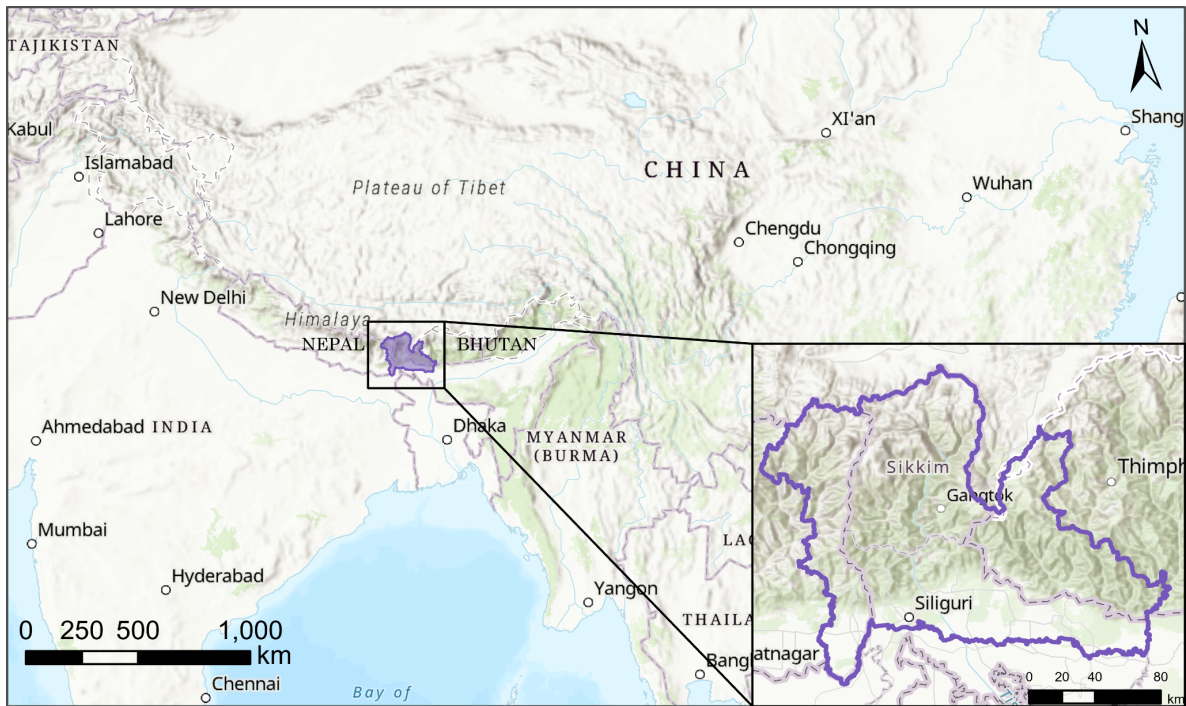 N
TAJIKISTAN
Kabul
XI'an
Shang
Islamabad
CHINA
Plateau of Tibet
Wuhan
Lahore
Chengdu
Chongqing
New Delhi
Himalaya
NEPAL
BHUTAN
Ahmedabad
INDIA
Dhaka
MYANMAR
(BURMA)
Sikkim
Thimph
Gangtok
Mumbai
LAO
Hyderabad
Yangon
Siliguri
THAILA
0 250 500 1,000
km
Bang
atnagar
Chennai
Bay of
0 20 40 80
km